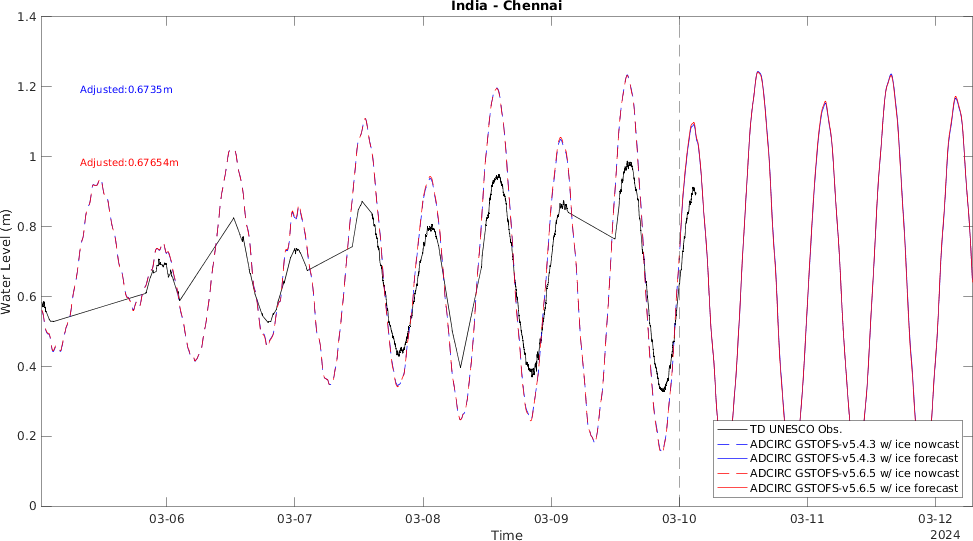 India - Chennai
1.4
1.2
1
0.8
0.6
0.4
0.2
0
Water Level (m)
Adjusted:0.6735m
Adjusted:0.67654m
TD UNESCO Obs.
ADCIRC GSTOFS-v5.4.3 w/ ice nowcast
ADCIRC GSTOFS-v5.4.3 w/ ice forecast
ADCIRC GSTOFS-v5.6.5 w/ ice nowcast
ADCIRC GSTOFS-v5.6.5 w/ ice forecast
03-06 03-07 03-08 03-09 03-10 03-11 03-12
2024
Time